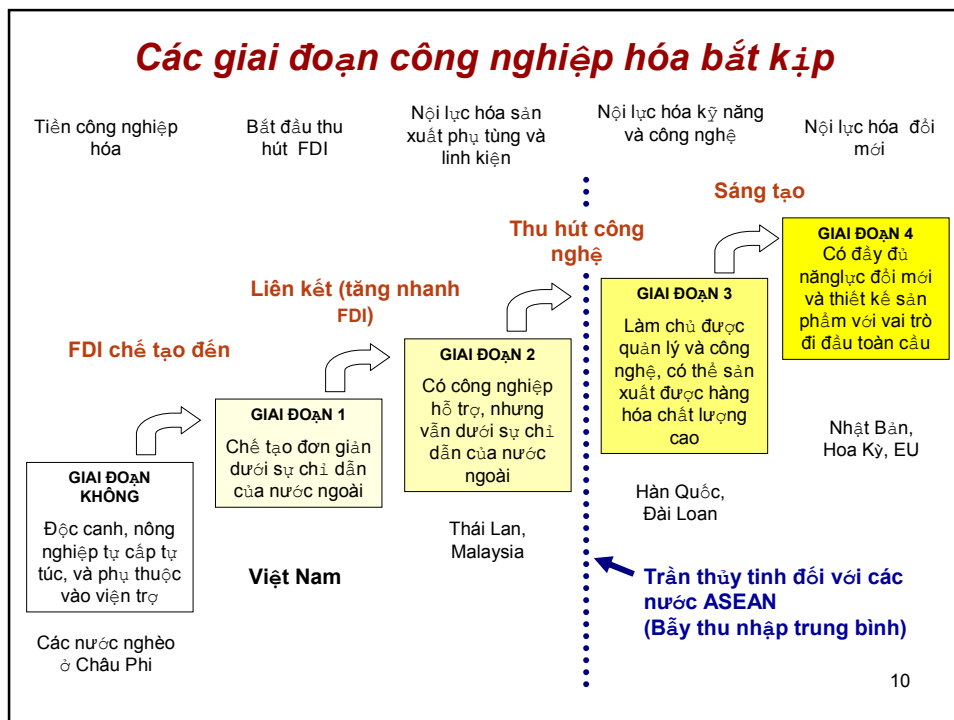 Các giai đoạn công nghiệp hóa bắt kịp
Tiền công nghiệp
hóa
Bắt đầu thu
hút FDI
Nội lực hóa sản
xuất phụ tùng và
linh kiện
Nội lực hóa kỹ năng
và công nghệ
Nội lực hóa đổi
mới
FDI chế tạo đến
Liên kết (tăng nhanh
FDI)
Thu hút công
nghệ
Sáng tạo
GIAI ĐOẠN
KHÔNG
Độc canh, nông
nghiệp tự cấp tự
túc, và phụ thuộc
vào viện trợ
Các nước nghèo
ở Châu Phi
GIAI ĐOẠN 1
Chế tạo đơn giản
dưới sự chỉ dẫn
của nước ngoài
Việt Nam
GIAI ĐOẠN 2
Có công nghiệp
hỗ trợ, nhưng
vẫn dưới sự chỉ
dẫn của nước
ngoài
Thái Lan,
Malaysia
GIAI ĐOẠN 3
Làm chủ được
quản lý và công
nghệ, có thể sản
xuất được hàng
hóa chất lượng
cao
Hàn Quốc,
Đài Loan
GIAI ĐOẠN 4
Có đầy đủ
nănglực đổi mới
và thiết kế sản
phẩm với vai trò
đi đầu toàn cầu
Nhật Bản,
Hoa Kỳ, EU
Trần thủy tinh đối với các
nước ASEAN
(Bẫy thu nhập trung bình)
10